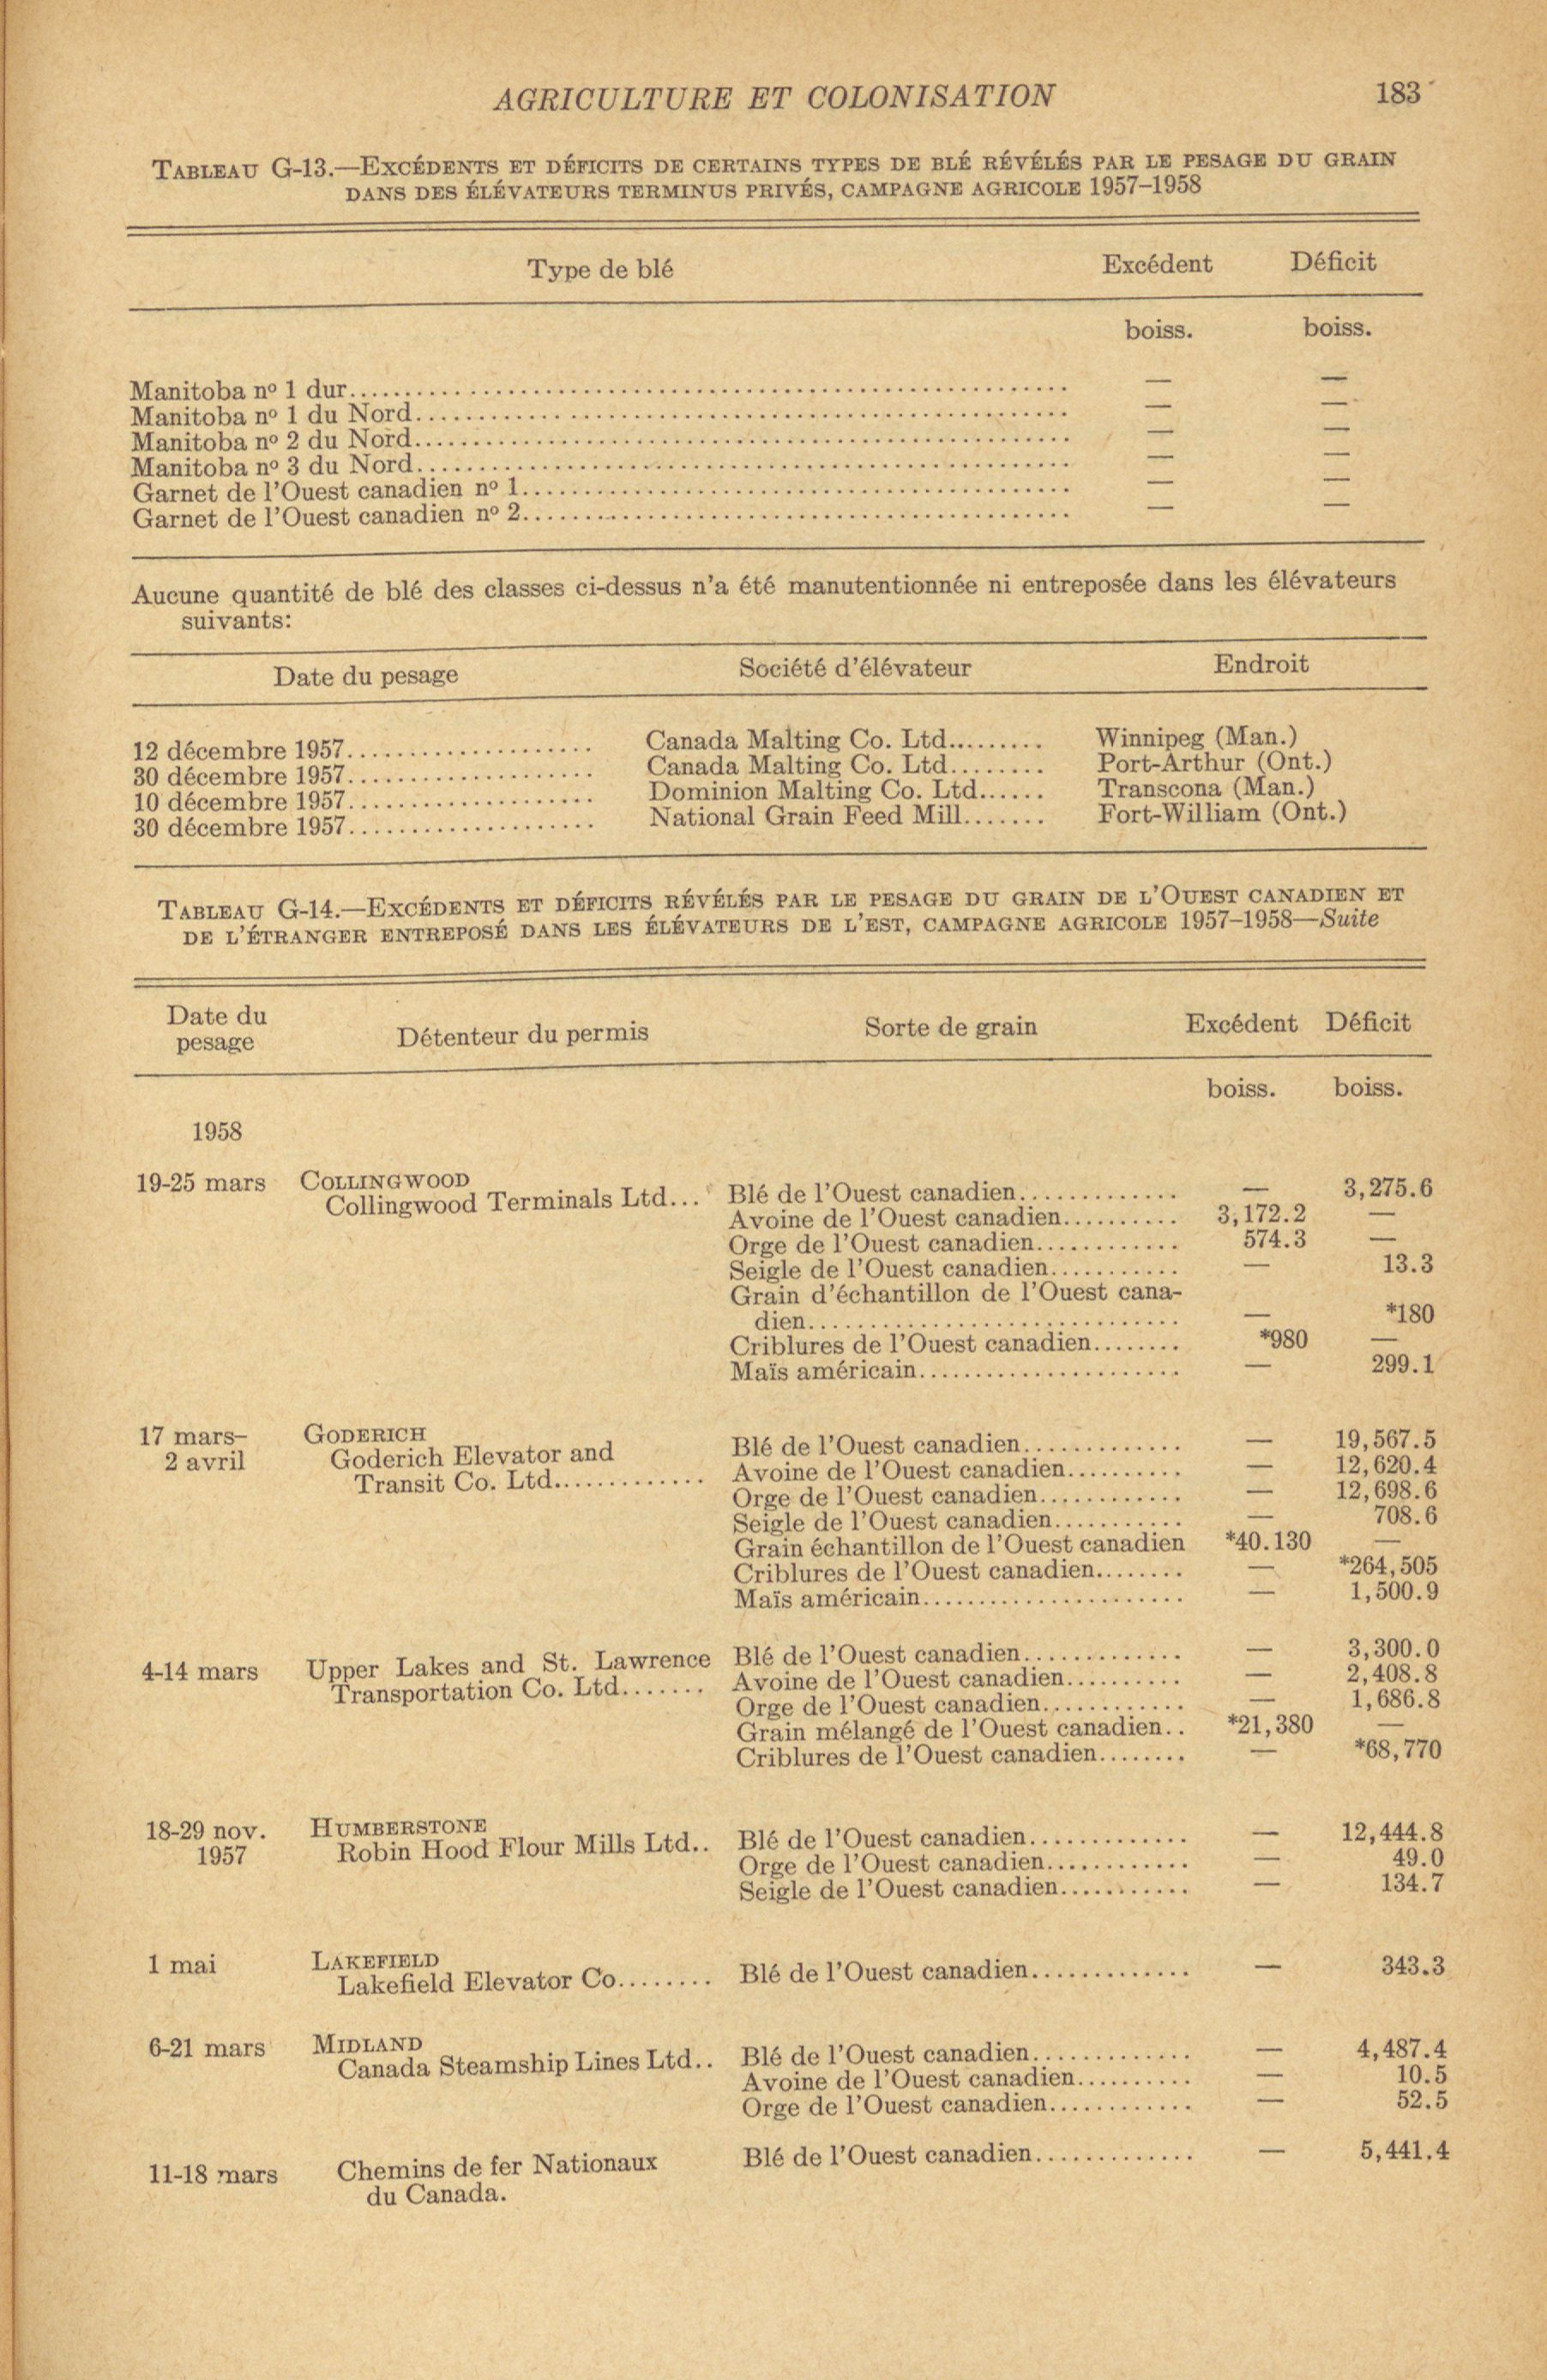 AGRICULTURE ET COLONISATION 183
TABLEAU G-13.—EXCÉDENTS ET DÉFICITS DE CERTAINS TYPES DE BLÉ RÉVÉLÉS PAR LE PESAGE DU GRAIN
DANS DES ÉLÉVATEURS TERMINUS PRIVÉS, CAMPAGNE AGRICOLE 1957-1958
Type de blé Excédent Déficit
boiss. boiss.
Manitoba nº 1 dur.......... — —
Manitoba nº 1 du Nord.......... — —
Manitoba nº 2 du Nord.......... — —
Manitoba nº 3 du Nord.......... — —
Garnet de l'Ouest canadien nº 1.......... — —
Garnet de l'Ouest canadien nº 2.......... — —
Aucune quantité de blé des classes ci-dessus n'a été manutentionnée ni entreposée dans les élévateurs
suivants:
Date du pesage Société d'élévateur Endroit
12 décembre 1957.......... Canada Malting Co. Ltd......... Winnipeg (Man.)
30 décembre 1957.......... Canada Malting Co. Ltd........ Port-Arthur (Ont.)
10 décembre 1957.......... Dominion Malting Co. Ltd...... Transcona (Man.)
30 décembre 1957.......... National Grain Feed Mill....... Fort-William (Ont.)
TABLEAU G-14.—EXCÉDENTS ET DÉFICITS RÉVÉLÉS PAR LE PESAGE DU GRAIN DE L'OUEST CANADIEN ET
DE L'ÉTRANGER ENTREPOSÉ DANS LES ÉLÉVATEURS DE L'EST, CAMPAGNE AGRICOLE 1957-1958—Suite
Date du
pesage Détenteur du permis Sorte de grain Excédent Déficit
boiss. boiss.
1958
19-25 mars COLLINGWOOD
Collingwood Terminals Ltd... Blé de l'Ouest canadien............. — 3,275.6
Avoine de l'Ouest canadien.......... 3,172.2 —
Orge de l'Ouest canadien............ 574.3 —
Seigle de l'Ouest canadien........... — 13.3
Grain d'échantillon de l'Ouest cana-
dien.............................. — *180
Criblures de l'Ouest canadien........ *980 —
Maïs américain...................... — 299.1
17 mars- GODERICH
2 avril Goderich Elevator and Blé de l'Ouest canadien............. — 19,567.5
Transit Co. Ltd............. Avoine de l'Ouest canadien.......... — 12,620.4
Orge de l'Ouest canadien............ — 12,698.6
Seigle de l'Ouest canadien........... — 708.6
Grain échantillon de l'Ouest canadien *40.130 —
Criblures de l'Ouest canadien........ — *264,505
Maïs américain...................... — 1,500.9
4-14 mars Upper Lakes and St. Lawrence Blé de l'Ouest canadien............. — 3,300.0
Transportation Co. Ltd....... Avoine de l'Ouest canadien.......... — 2,408.8
Orge de l'Ouest canadien............ — 1,686.8
Grain mélangé de l'Ouest canadien.. *21,380 —
Criblures de l'Ouest canadien........ — *68,770
18-29 nov. HUMBERSTONE
1957 Robin Hood Flour Mills Ltd.. Blé de l'Ouest canadien............. — 12,444.8
Orge de l'Ouest canadien............ — 49.0
Seigle de l'Ouest canadien........... — 134.7
1 mai LAKEFIELD
Lakefield Elevator Co........ Blé de l'Ouest canadien............. — 343.3
6-21 mars MIDLAND
Canada Steamship Lines Ltd.. Blé de l'Ouest canadien............. — 4,487.4
Avoine de l'Ouest canadien.......... — 10.5
Orge de l'Ouest canadien............ — 52.5
11-18 mars Chemins de fer Nationaux Blé de l'Ouest canadien............. — 5,441.4
du Canada.